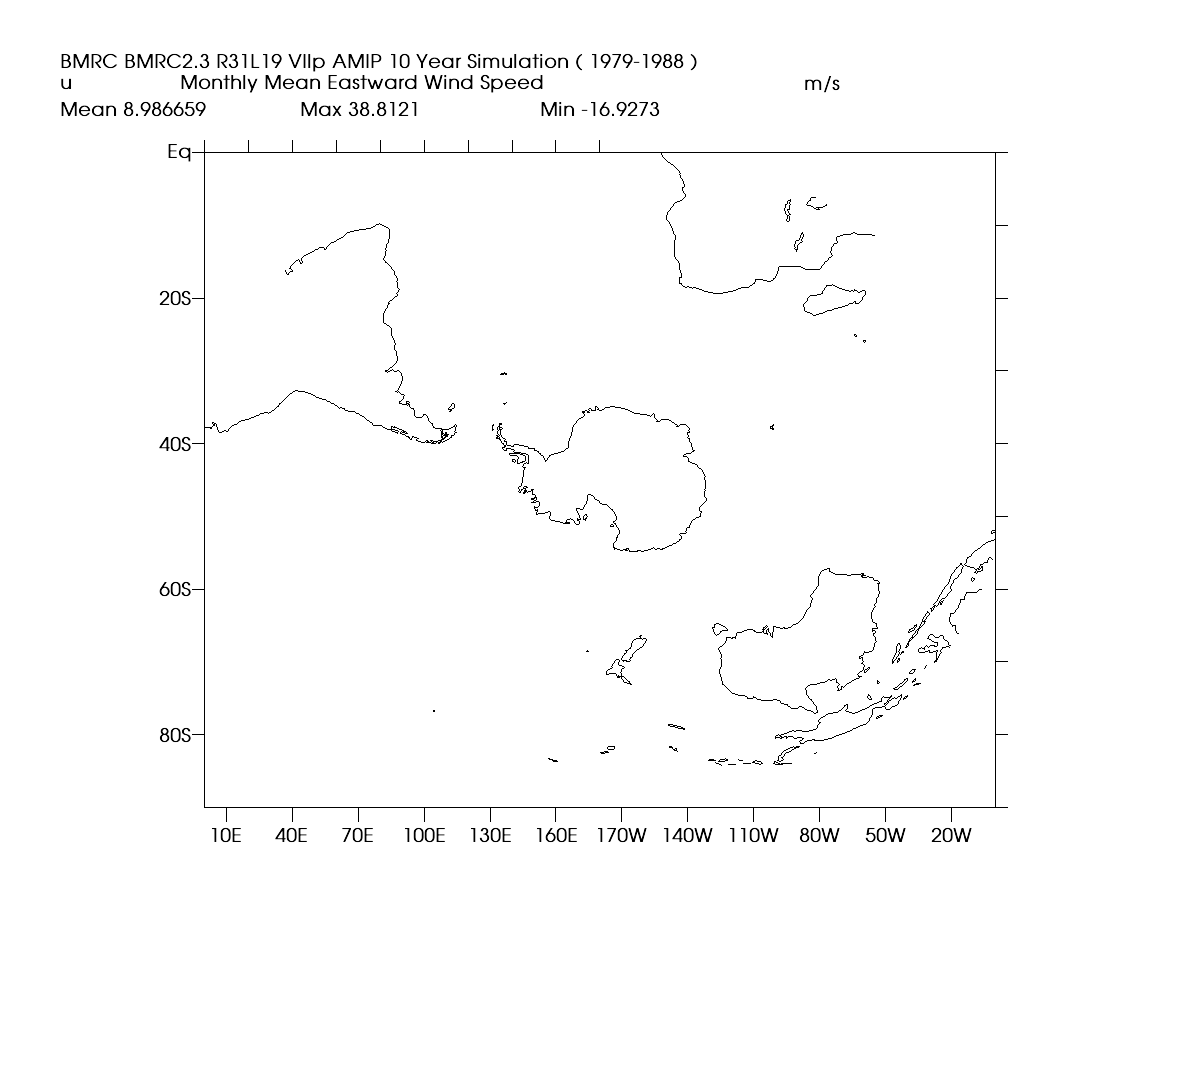 BMRC BMRC2.3 R31L19 VIIp AMIP 10 Year Simulation ( 1979-1988 )
u Monthly Mean Eastward Wind Speed m/s
Mean 8.986659 Max 38.8121 Min -16.9273
Eq
20S
40S
60S
80S
10E 40E 70E 100E 130E 160E 170W 140W 110W 80W 50W 20W